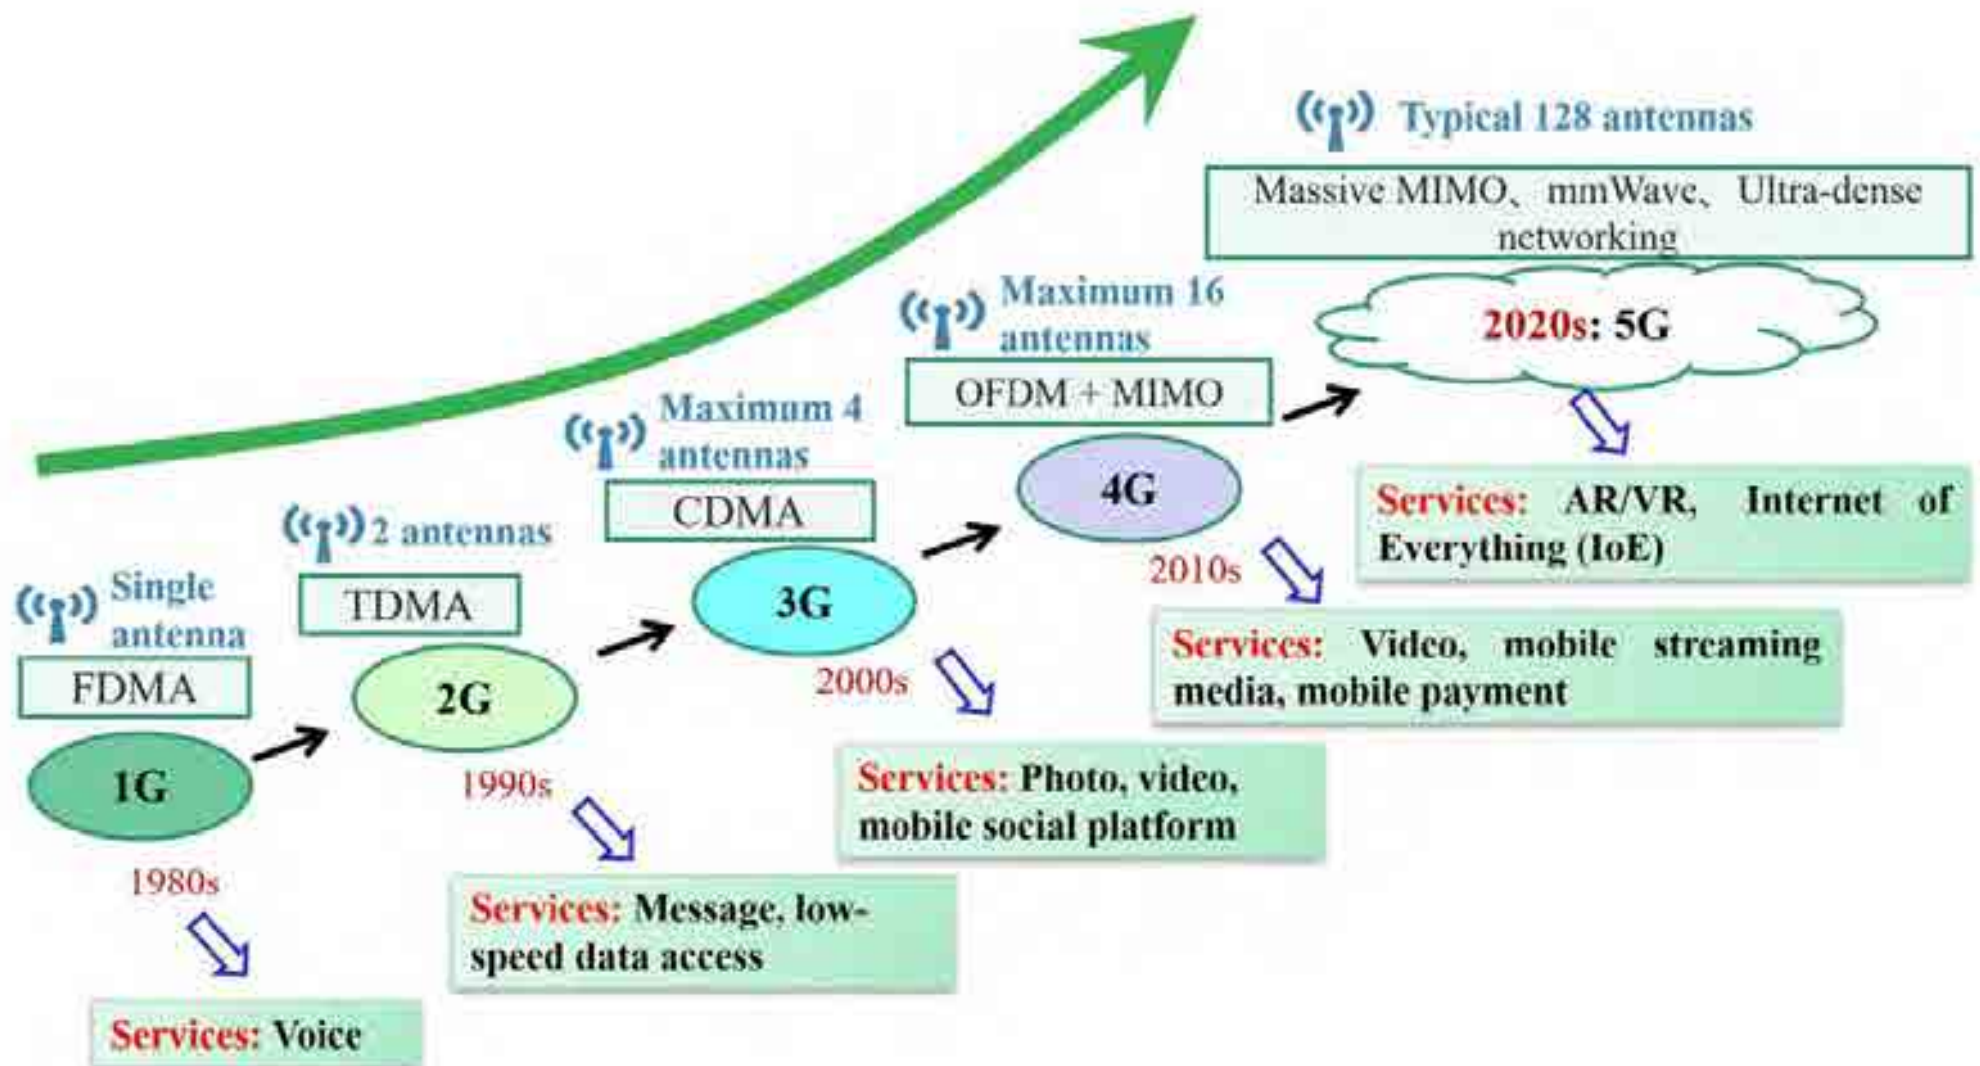 Typical 128 antennas
Massive MIMO、mmWave、Ultra-dense
networking
2020s: 5G
Services: AR/VR, Internet of
Everything (IoE)
Maximum 16
antennas
OFDM + MIMO
4G
2010s
Services: Video, mobile streaming
media, mobile payment
Maximum 4
antennas
CDMA
3G
2000s
Services: Photo, video,
mobile social platform
2 antennas
TDMA
2G
1990s
Services: Message, low-
speed data access
Single
antenna
FDMA
1G
1980s
Services: Voice